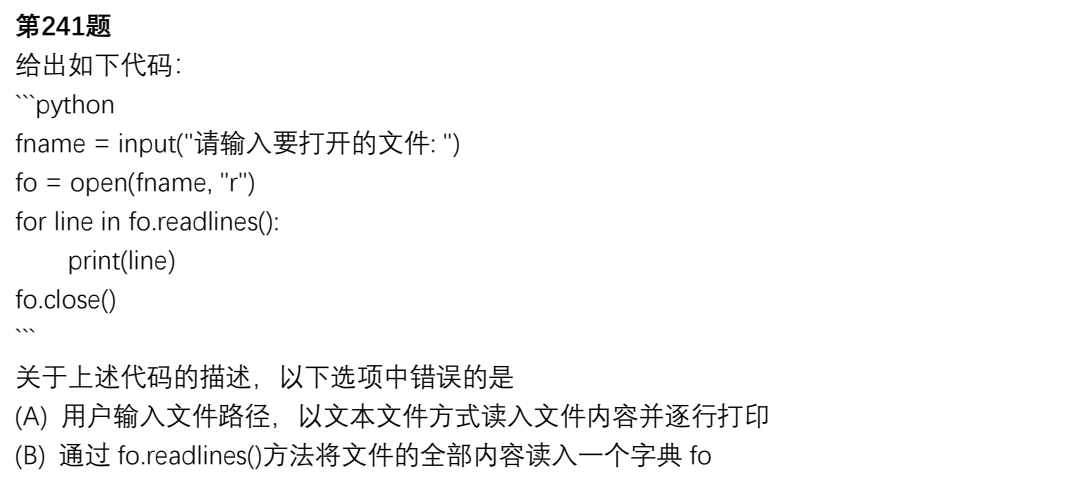 第241题
给出如下代码：
```python
fname = input("请输入要打开的文件: ")
fo = open(fname, "r")
for line in fo.readlines():
    print(line)
fo.close()
```
关于上述代码的描述，以下选项中错误的是
(A) 用户输入文件路径，以文本文件方式读入文件内容并逐行打印
(B) 通过 fo.readlines()方法将文件的全部内容读入一个字典 fo